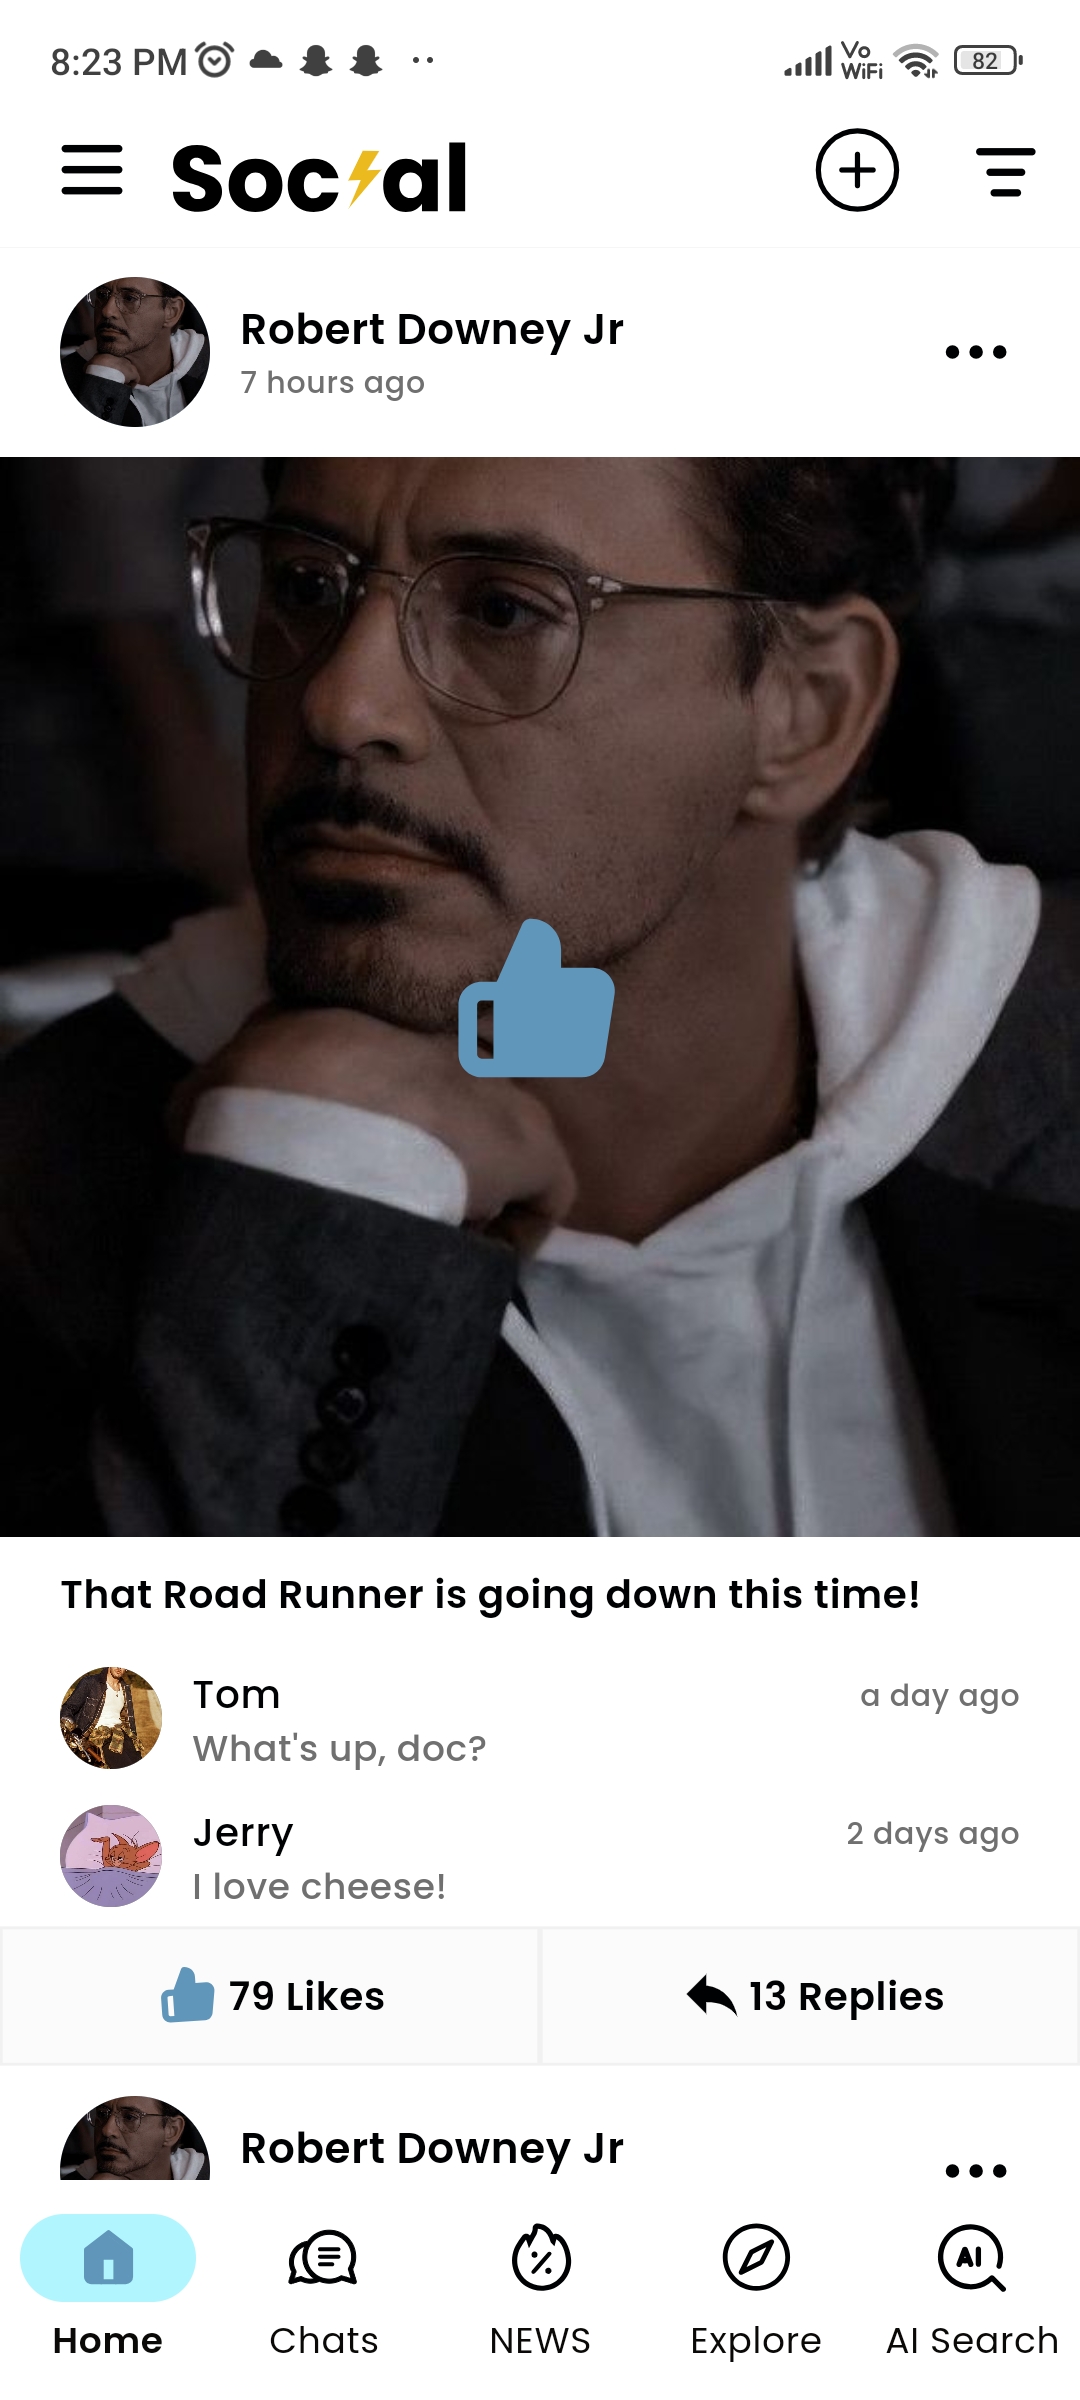 8:23 PM
Vo
WiFi
82
Social
Robert Downey Jr
7 hours ago
That Road Runner is going down this time!
Tom
a day ago
What's up, doc?
Jerry
2 days ago
I love cheese!
79 Likes
13 Replies
Robert Downey Jr
Home
Chats
NEWS
Explore
AI
AI Search